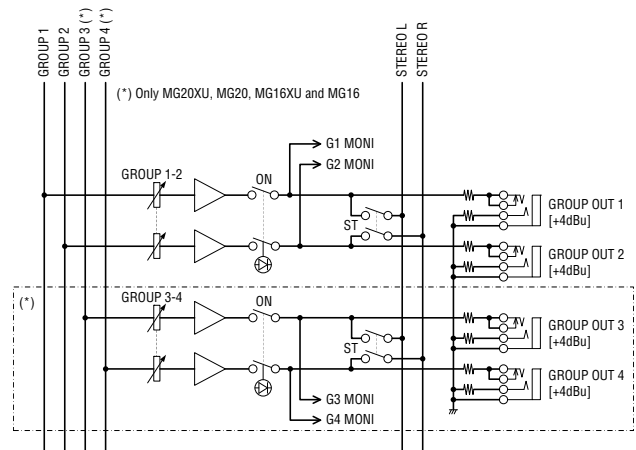 GROUP 1
GROUP 2
GROUP 3 (*)
GROUP 4 (*)
STEREO L
STEREO R
(*) Only MG20XU, MG20, MG16XU and MG16
G1 MONI
G2 MONI
GROUP 1-2
ON
ST
GROUP OUT 1
[+4dBu]
GROUP OUT 2
[+4dBu]
(*)
GROUP 3-4
ON
ST
GROUP OUT 3
[+4dBu]
GROUP OUT 4
[+4dBu]
G3 MONI
G4 MONI